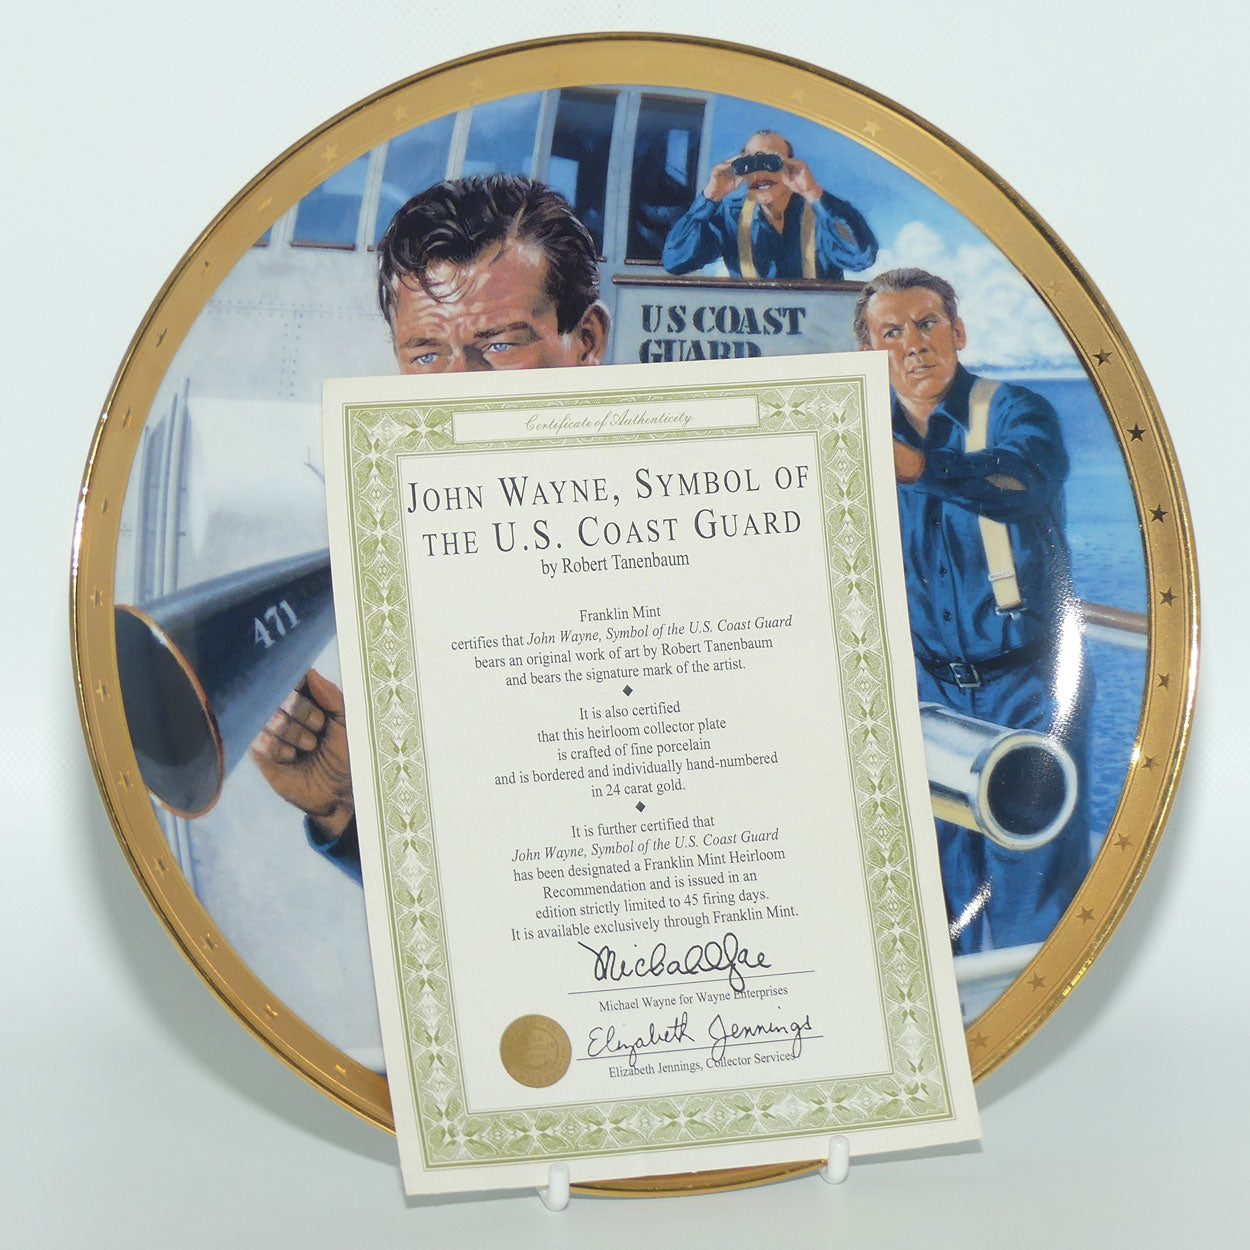 U S COAST
GUARD
471
Certificate of Authenticity
JOHN WAYNE, SYMBOL OF
THE U.S. COAST GUARD
by Robert Tanenbaum
Franklin Mint
certifies that John Wayne, Symbol of the U.S. Coast Guard
bears an original work of art by Robert Tanenbaum
and bears the signature mark of the artist.
It is also certified
that this heirloom collector plate
is crafted of fine porcelain
and is bordered and individually hand-numbered
in 24 carat gold.
It is further certified that
John Wayne, Symbol of the U.S. Coast Guard
has been designated a Franklin Mint Heirloom
Recommendation and is issued in an
edition strictly limited to 45 firing days.
It is available exclusively through Franklin Mint.
Michael Wayne for Wayne Enterprises
Elizabeth Jennings
Elizabeth Jennings, Collector Services